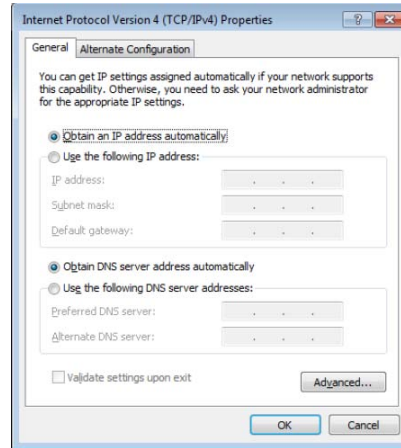 Internet Protocol Version 4 (TCP/IPv4) Properties
General
Alternate Configuration
You can get IP settings assigned automatically if your network supports
this capability. Otherwise, you need to ask your network administrator
for the appropriate IP settings.
Obtain an IP address automatically
Use the following IP address:
IP address:
Subnet mask:
Default gateway:
Obtain DNS server address automatically
Use the following DNS server addresses:
Preferred DNS server:
Alternate DNS server:
Validate settings upon exit
Advanced...
OK
Cancel